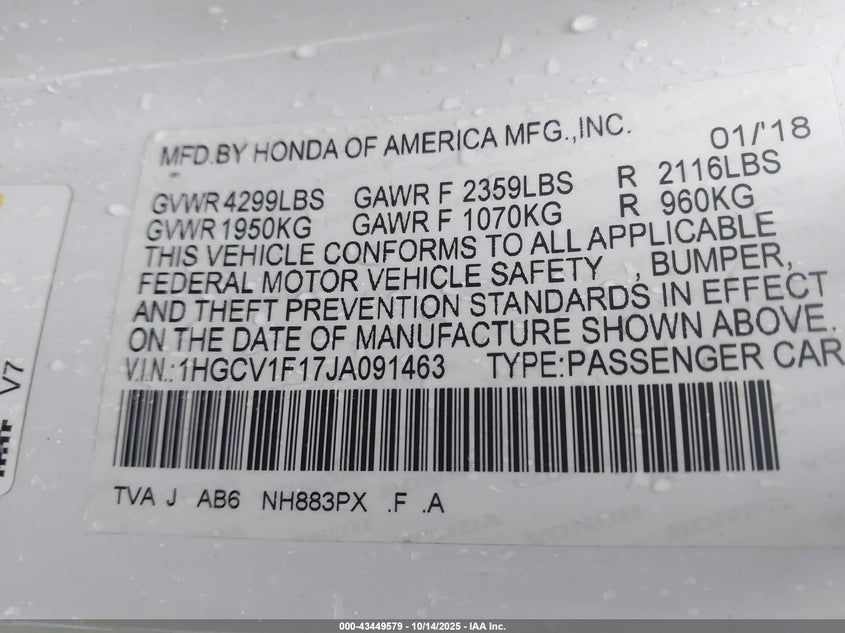 MFD.BY HONDA OF AMERICA MFG.,INC. 01/'18
GVWR 4299LBS GAWR F 2359LBS R 2116LBS
GVWR 1950KG GAWR F 1070KG R 960KG
THIS VEHICLE CONFORMS TO ALL APPLICABLE
FEDERAL MOTOR VEHICLE SAFETY , BUMPER,
AND THEFT PREVENTION STANDARDS IN EFFECT
ON THE DATE OF MANUFACTURE SHOWN ABOVE.
V.I.N.:1HGCV1F17JA091463 TYPE:PASSENGER CAR
TVA J AB6 NH883PX .F .A
V7
000-43449579 - 10/14/2025 - IAA Inc.